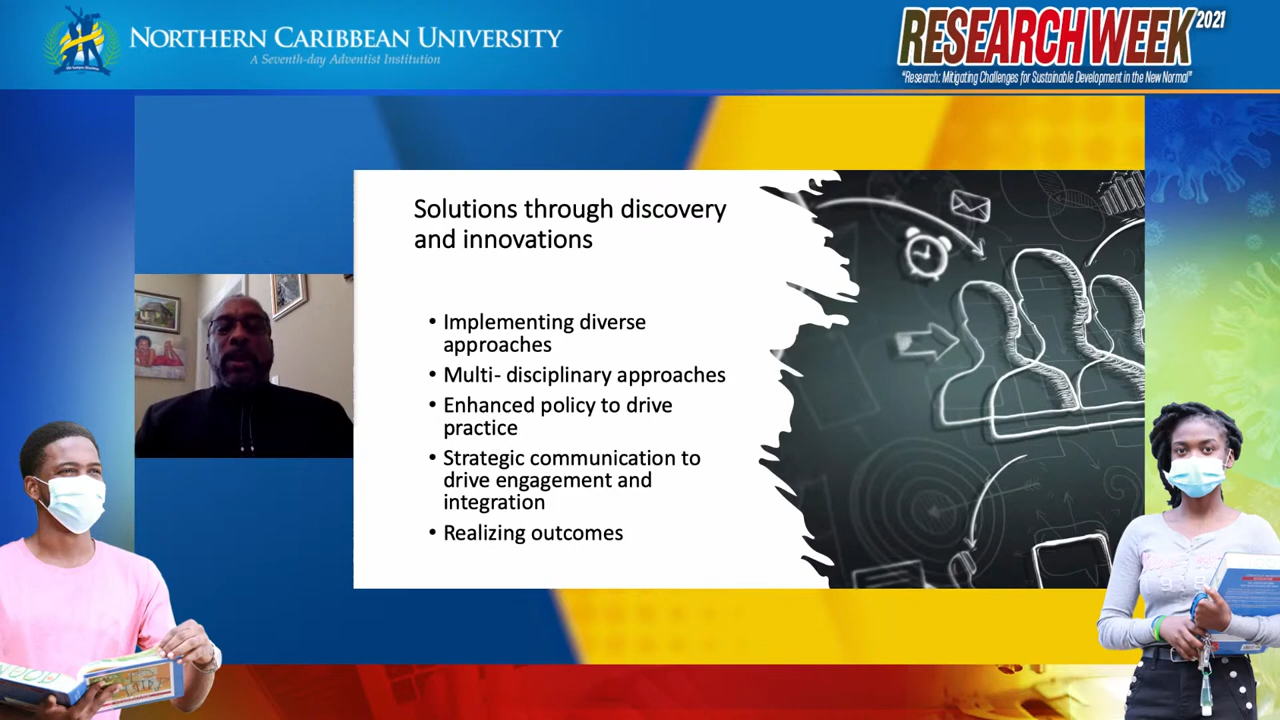 NORTHERN CARIBBEAN UNIVERSITY
A Seventh-day Adventist Institution
RESEARCH WEEK 2021
"Research: Mitigating Challenges for Sustainable Development in the New Normal"
Solutions through discovery
and innovations
• Implementing diverse
approaches
• Multi- disciplinary approaches
• Enhanced policy to drive
practice
• Strategic communication to
drive engagement and
integration
• Realizing outcomes